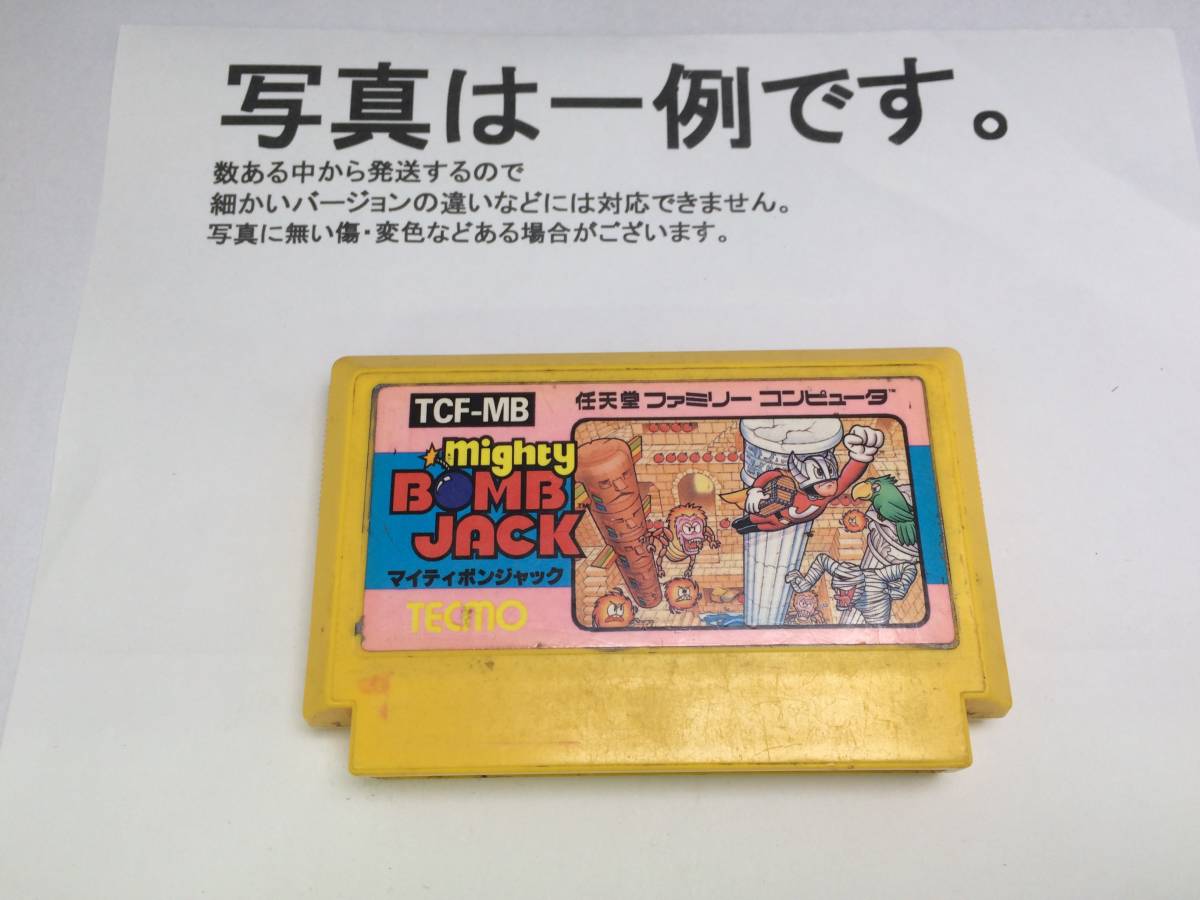 写真は一例です。
数ある中から発送するので
細かいバージョンの違いなどには対応できません。
写真に無い傷・変色などある場合がございます。
TCF-MB
任天堂 ファミリー コンピュータ™
mighty
BOMB
JACK™
マイティボンジャック
TECMO